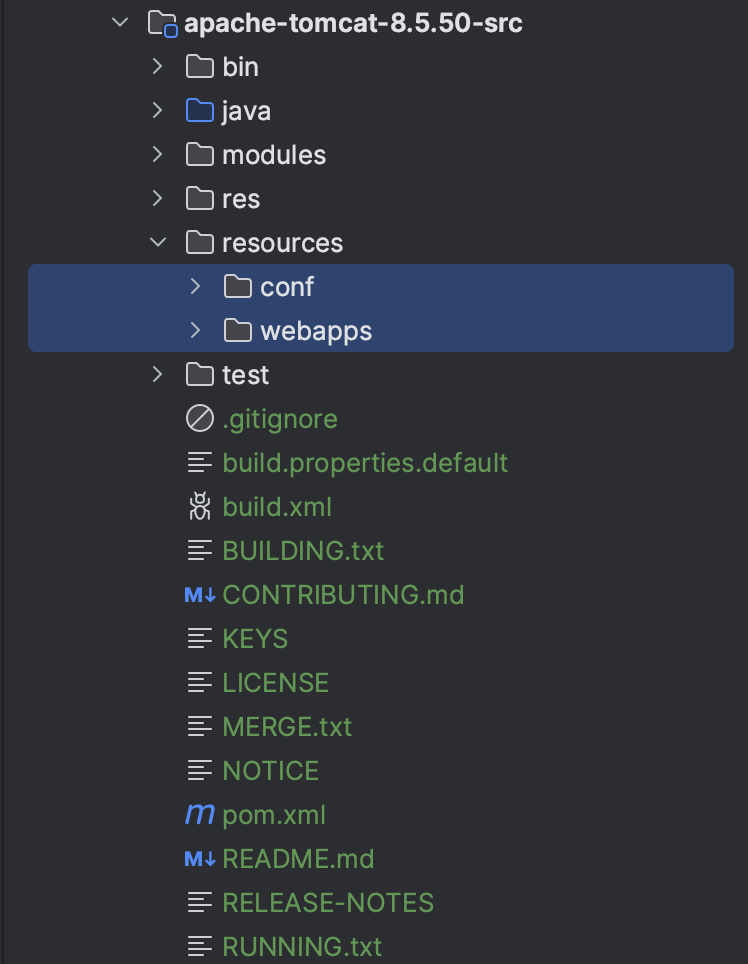 apache-tomcat-8.5.50-src
bin
java
modules
res
resources
conf
webapps
test
.gitignore
build.properties.default
build.xml
BUILDING.txt
M↓ CONTRIBUTING.md
KEYS
LICENSE
MERGE.txt
NOTICE
m pom.xml
M↓ README.md
RELEASE-NOTES
RUNNING.txt